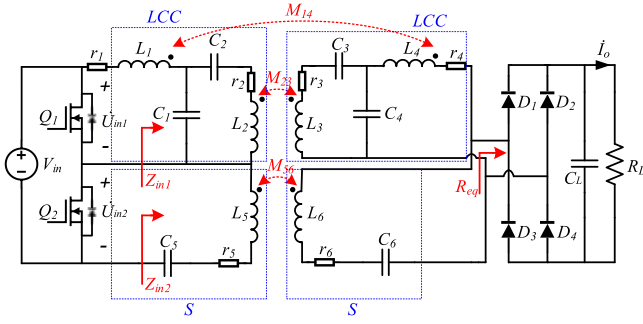 LCC M14 LCC
r1 L1 C2 C3 L4 r4 İo
+ r2 M23 r3
Q1 Uin1 C1 L2 L3 C4 D1 D2
- Zin1
+ Vin - M56 Req CL RL
+
Q2 Uin2 L5 L6 D3 D4
- Zin2 C5 r5 r6 C6
S S